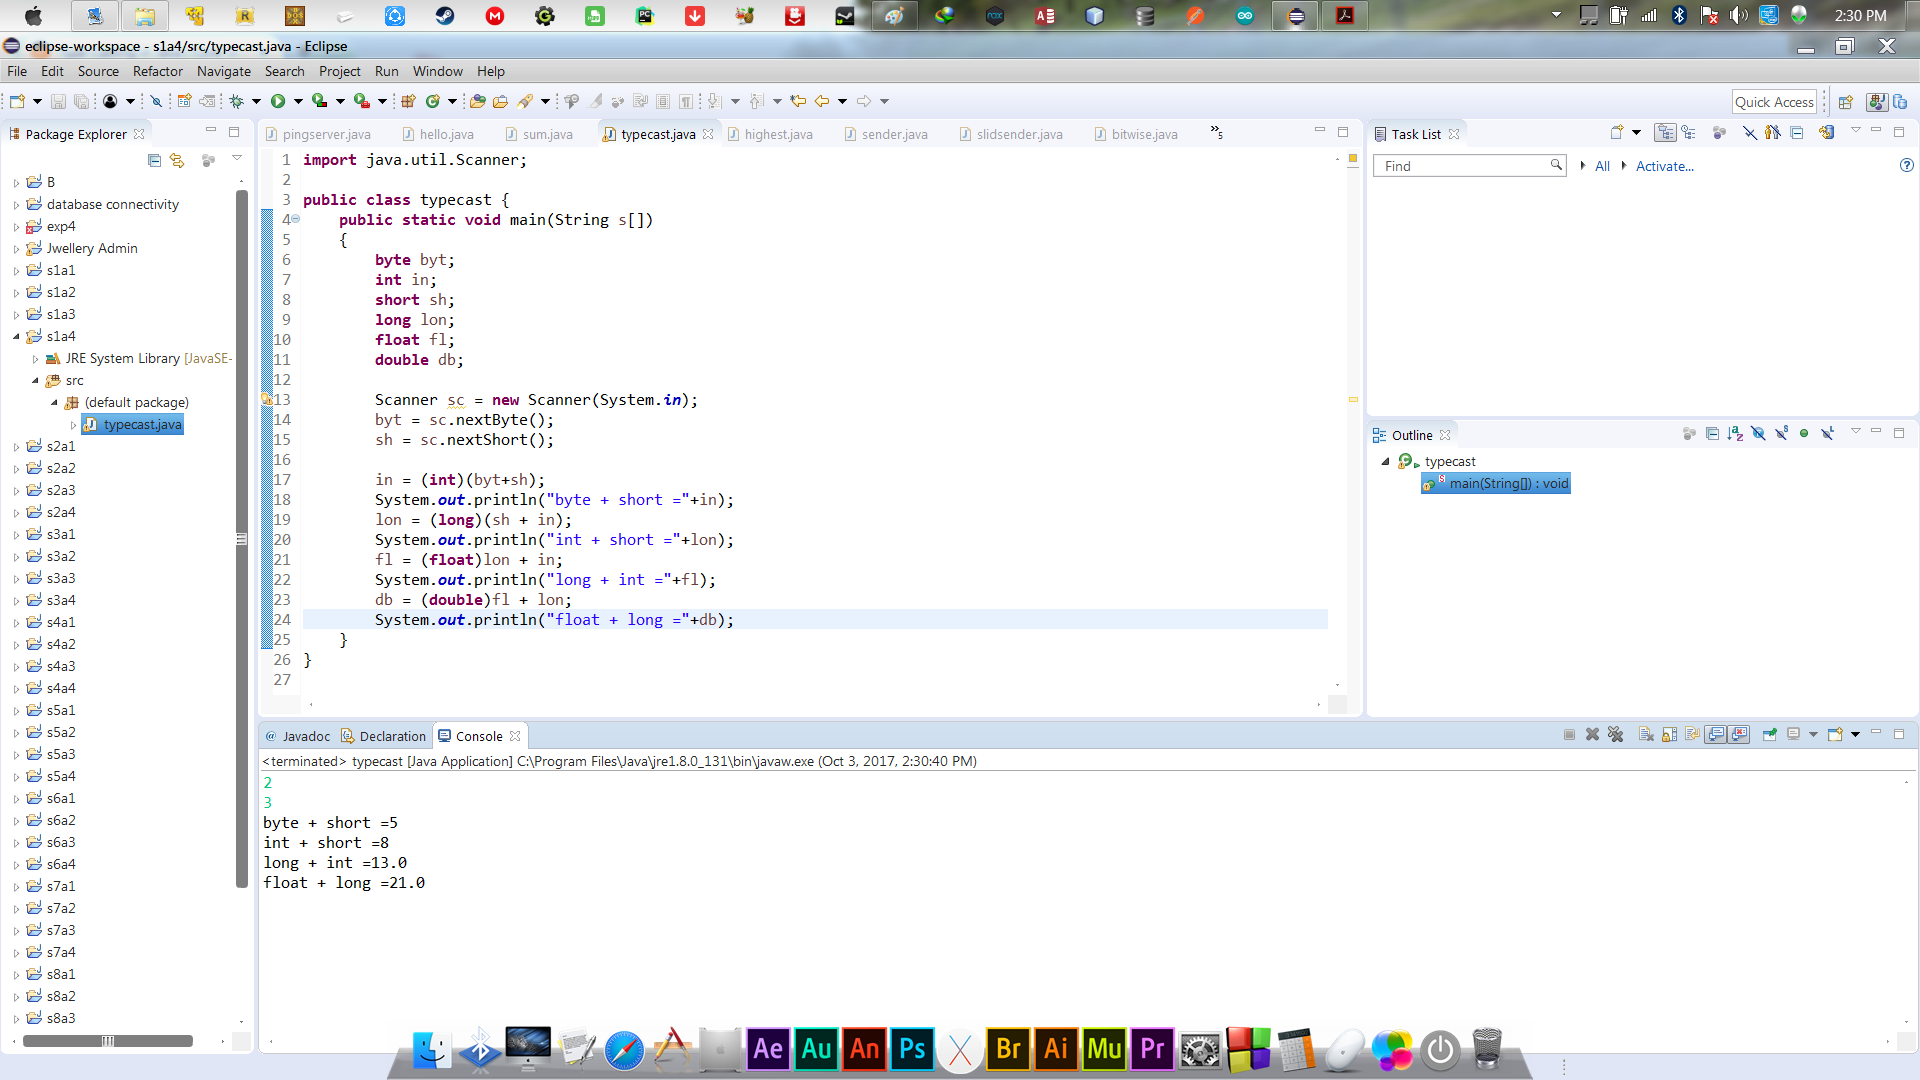 2:30 PM
eclipse-workspace - s1a4/src/typecast.java - Eclipse
File Edit Source Refactor Navigate Search Project Run Window Help
Quick Access
Package Explorer
B
database connectivity
exp4
Jwellery Admin
s1a1
s1a2
s1a3
s1a4
JRE System Library [JavaSE-
src
(default package)
typecast.java
s2a1
s2a2
s2a3
s2a4
s3a1
s3a2
s3a3
s3a4
s4a1
s4a2
s4a3
s4a4
s5a1
s5a2
s5a3
s5a4
s6a1
s6a2
s6a3
s6a4
s7a1
s7a2
s7a3
s7a4
s8a1
s8a2
s8a3
pingserver.java hello.java sum.java typecast.java highest.java sender.java slidsender.java bitwise.java »5
1 import java.util.Scanner;
2
3 public class typecast {
4 public static void main(String s[])
5 {
6 byte byt;
7 int in;
8 short sh;
9 long lon;
10 float fl;
11 double db;
12
13 Scanner sc = new Scanner(System.in);
14 byt = sc.nextByte();
15 sh = sc.nextShort();
16
17 in = (int)(byt+sh);
18 System.out.println("byte + short ="+in);
19 lon = (long)(sh + in);
20 System.out.println("int + short ="+lon);
21 fl = (float)lon + in;
22 System.out.println("long + int ="+fl);
23 db = (double)fl + lon;
24 System.out.println("float + long ="+db);
25 }
26 }
27
Task List
Find All Activate...
Outline
typecast
main(String[]) : void
@ Javadoc Declaration Console
<terminated> typecast [Java Application] C:\Program Files\Java\jre1.8.0_131\bin\javaw.exe (Oct 3, 2017, 2:30:40 PM)
2
3
byte + short =5
int + short =8
long + int =13.0
float + long =21.0
Ae Au An Ps X Br Ai Mu Pr